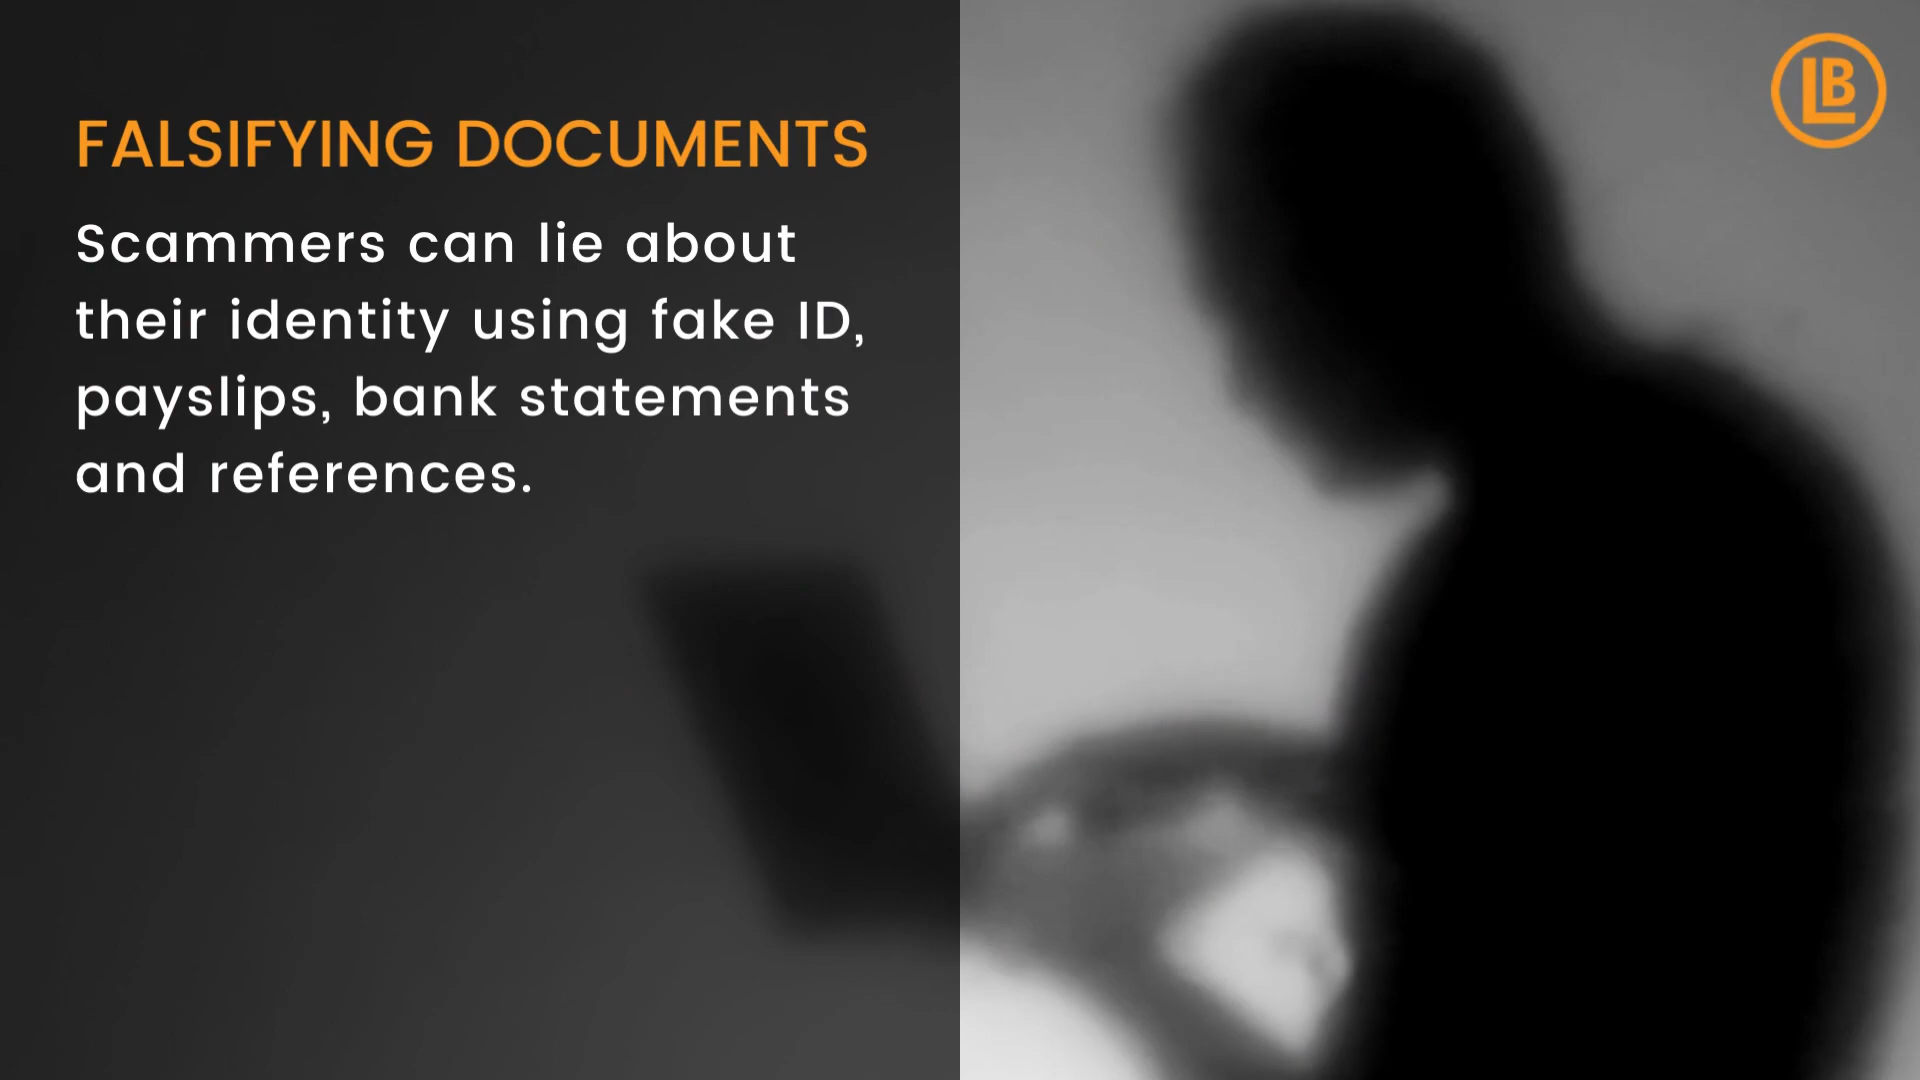 FALSIFYING DOCUMENTS
Scammers can lie about
their identity using fake ID,
payslips, bank statements
and references.
LB